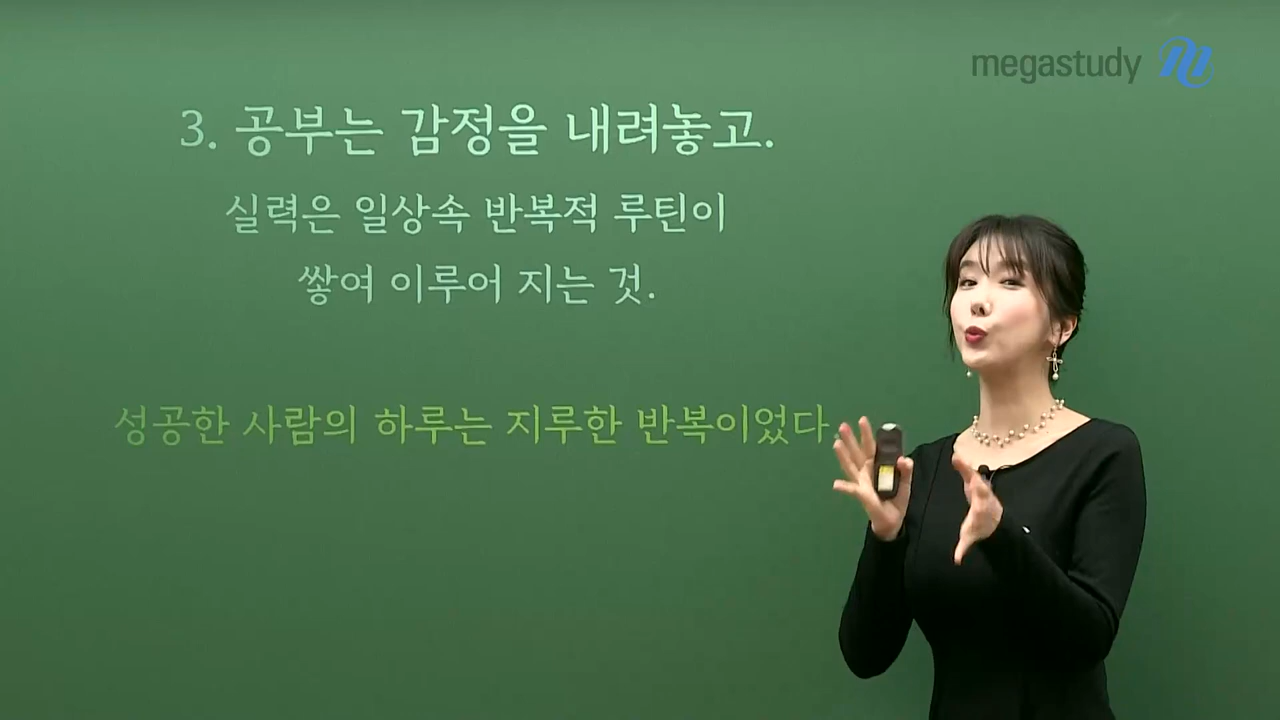 megastudy
3. 공부는 감정을 내려놓고.
실력은 일상속 반복적 루틴이
쌓여 이루어 지는 것.
성공한 사람의 하루는 지루한 반복이었다.